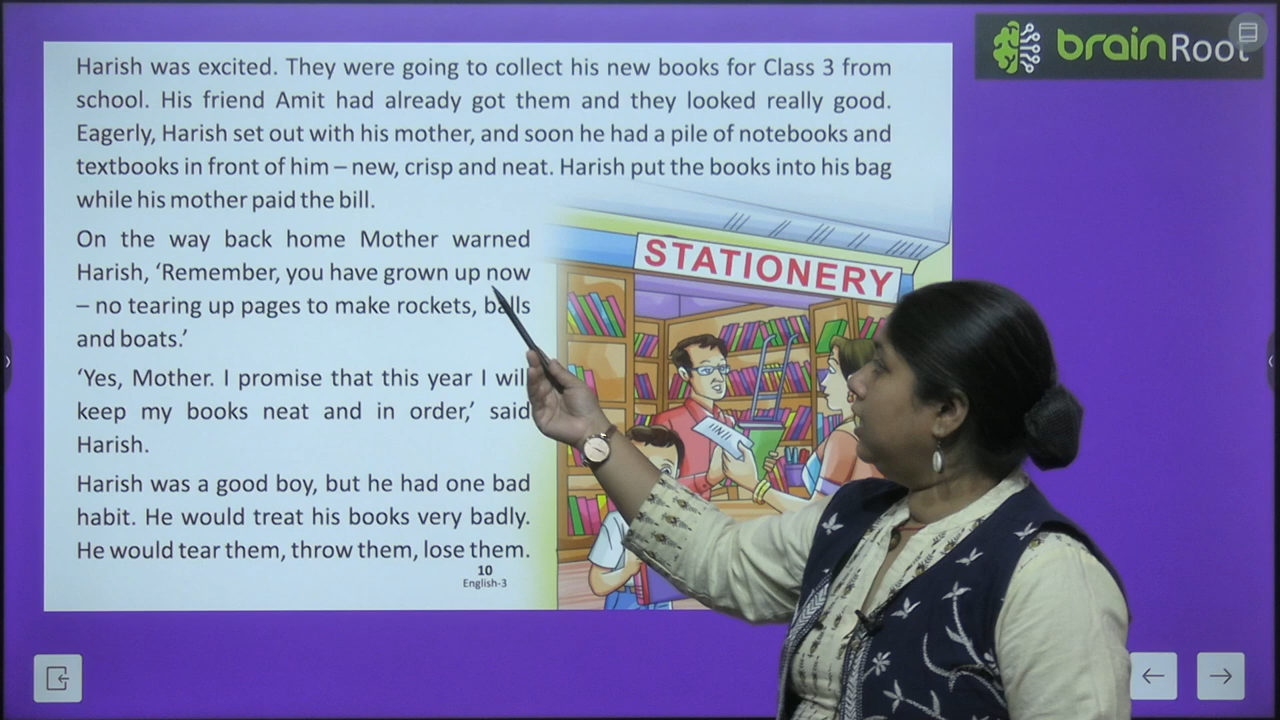 brainRoot
Harish was excited. They were going to collect his new books for Class 3 from
school. His friend Amit had already got them and they looked really good.
Eagerly, Harish set out with his mother, and soon he had a pile of notebooks and
textbooks in front of him – new, crisp and neat. Harish put the books into his bag
while his mother paid the bill.
On the way back home Mother warned
Harish, ‘Remember, you have grown up now
– no tearing up pages to make rockets, balls
and boats.’
‘Yes, Mother. I promise that this year I will
keep my books neat and in order,’ said
Harish.
Harish was a good boy, but he had one bad
habit. He would treat his books very badly.
He would tear them, throw them, lose them.
STATIONERY
10
English-3